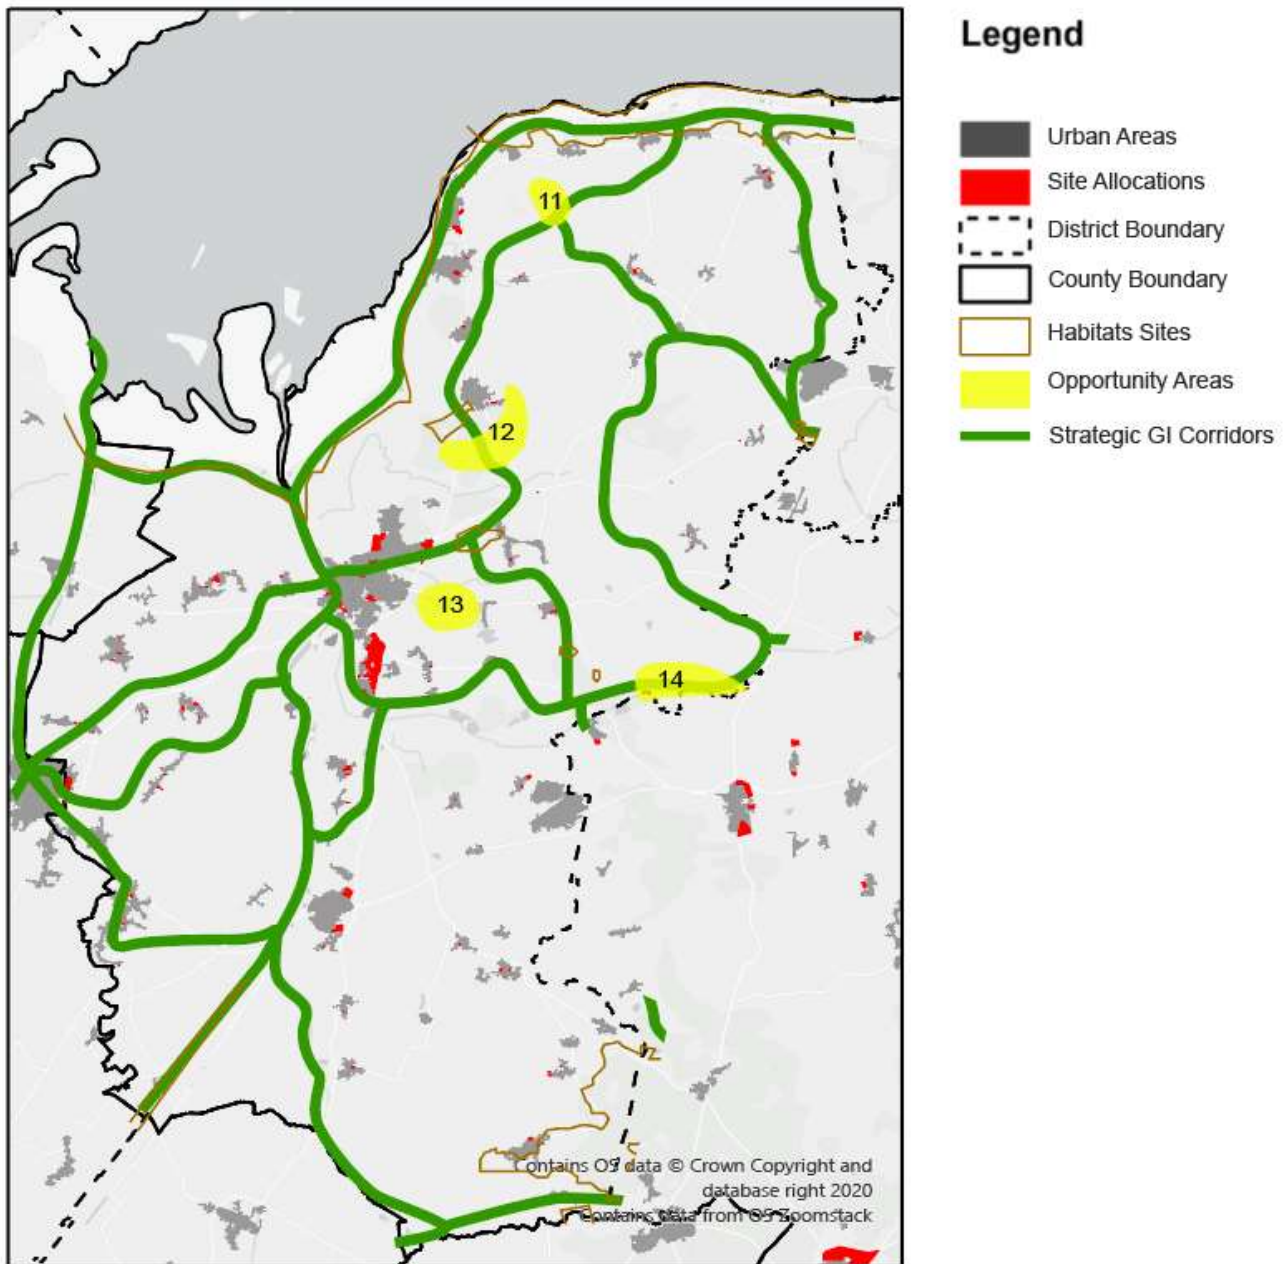 Legend
Urban Areas
Site Allocations
District Boundary
County Boundary
Habitats Sites
Opportunity Areas
Strategic GI Corridors
11
12
13
14
Contains OS data © Crown Copyright and
database right 2020
Contains data from OS Zoomstack